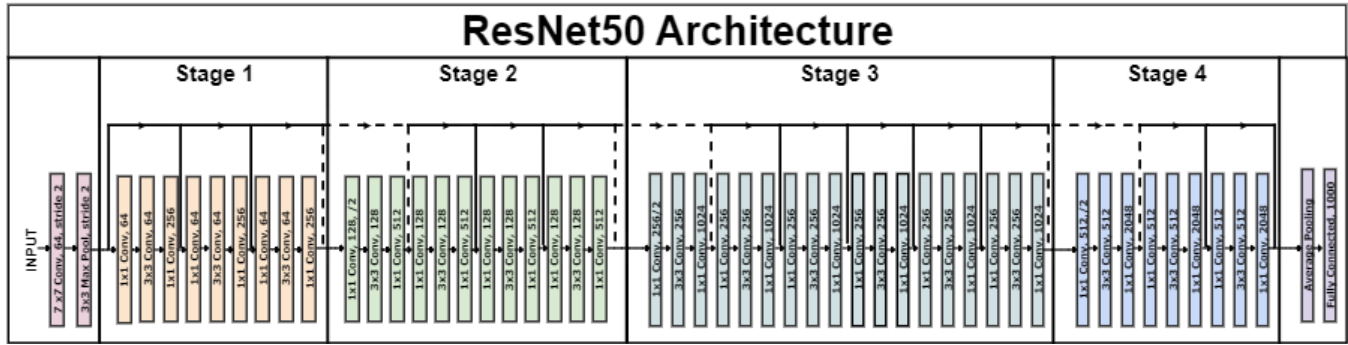 ResNet50 Architecture
Stage 1
Stage 2
Stage 3
Stage 4
INPUT
7 x7 Conv, 64, stride 2
3x3 Max Pool, stride 2
1x1 Conv, 64
3x3 Conv, 64
1x1 Conv, 256
1x1 Conv, 64
3x3 Conv, 64
1x1 Conv, 256
1x1 Conv, 64
3x3 Conv, 64
1x1 Conv, 256
1x1 Conv, 128, /2
3x3 Conv, 128
1x1 Conv, 512
1x1 Conv, 128
3x3 Conv, 128
1x1 Conv, 512
1x1 Conv, 128
3x3 Conv, 128
1x1 Conv, 512
1x1 Conv, 128
3x3 Conv, 128
1x1 Conv, 512
1x1 Conv, 256/2
3x3 Conv, 256
1x1 Conv, 1024
1x1 Conv, 256
3x3 Conv, 256
1x1 Conv, 1024
1x1 Conv, 256
3x3 Conv, 256
1x1 Conv, 1024
1x1 Conv, 256
3x3 Conv, 256
1x1 Conv, 1024
1x1 Conv, 256
3x3 Conv, 256
1x1 Conv, 1024
1x1 Conv, 256
3x3 Conv, 256
1x1 Conv, 1024
1x1 Conv, 512,/2
3x3 Conv, 512
1x1 Conv, 2048
1x1 Conv, 512
3x3 Conv, 512
1x1 Conv, 2048
1x1 Conv, 512
3x3 Conv, 512
1x1 Conv, 2048
Average Pooling
Fully Connected, 1000